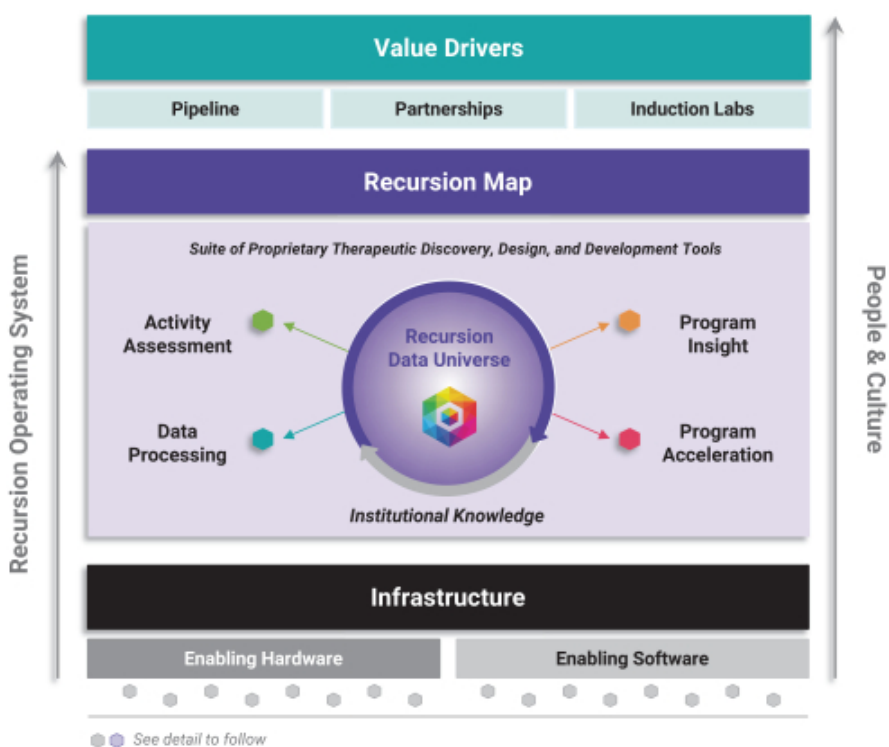 Value Drivers
Pipeline
Partnerships
Induction Labs
Recursion Map
Suite of Proprietary Therapeutic Discovery, Design, and Development Tools
Activity
Assessment
Recursion
Data Universe
Program
Insight
Data
Processing
Program
Acceleration
Institutional Knowledge
Infrastructure
Enabling Hardware
Enabling Software
See detail to follow
Recursion Operating System
People & Culture